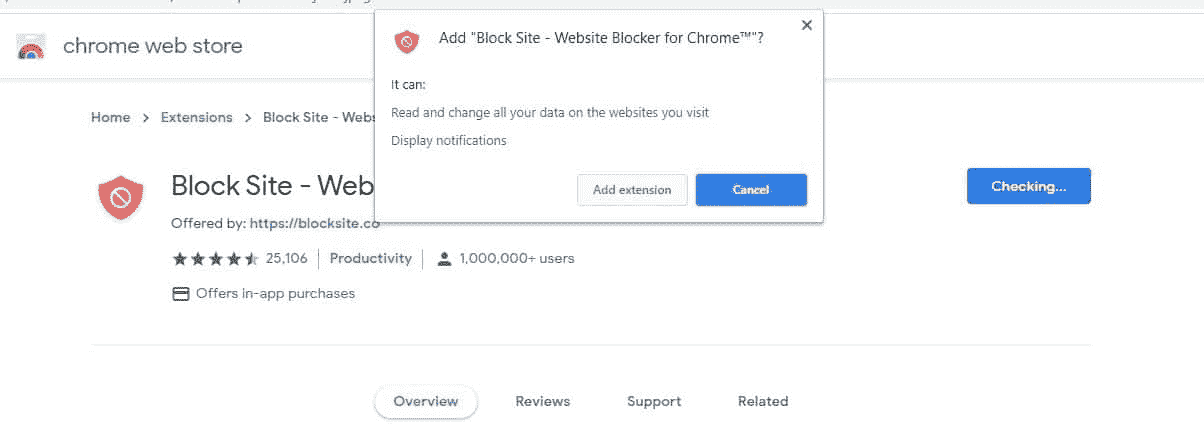 chrome web store
Add "Block Site - Website Blocker for Chrome™"?
It can:
Read and change all your data on the websites you visit
Display notifications
Add extension
Cancel
Home > Extensions > Block Site - Webs
Block Site - Web
Checking...
Offered by: https://blocksite.co
25,106 Productivity 1,000,000+ users
Offers in-app purchases
Overview Reviews Support Related